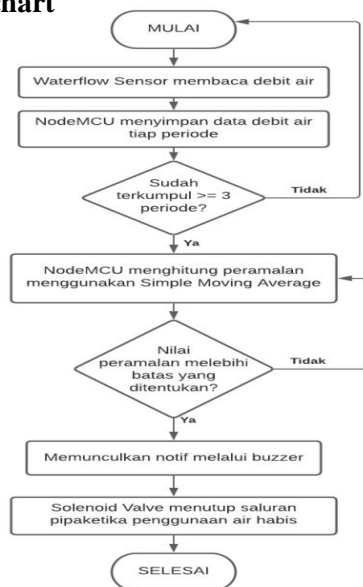 hart
MULAI
Waterflow Sensor membaca debit air
NodeMCU menyimpan data debit air
tiap periode
Sudah
terkumpul >= 3
periode?
Tidak
Ya
NodeMCU menghitung peramalan
menggunakan Simple Moving Average
Nilai
peramalan melebihi
batas yang
ditentukan?
Tidak
Ya
Memunculkan notif melalui buzzer
Solenoid Valve menutup saluran
pipaketika penggunaan air habis
SELESAI